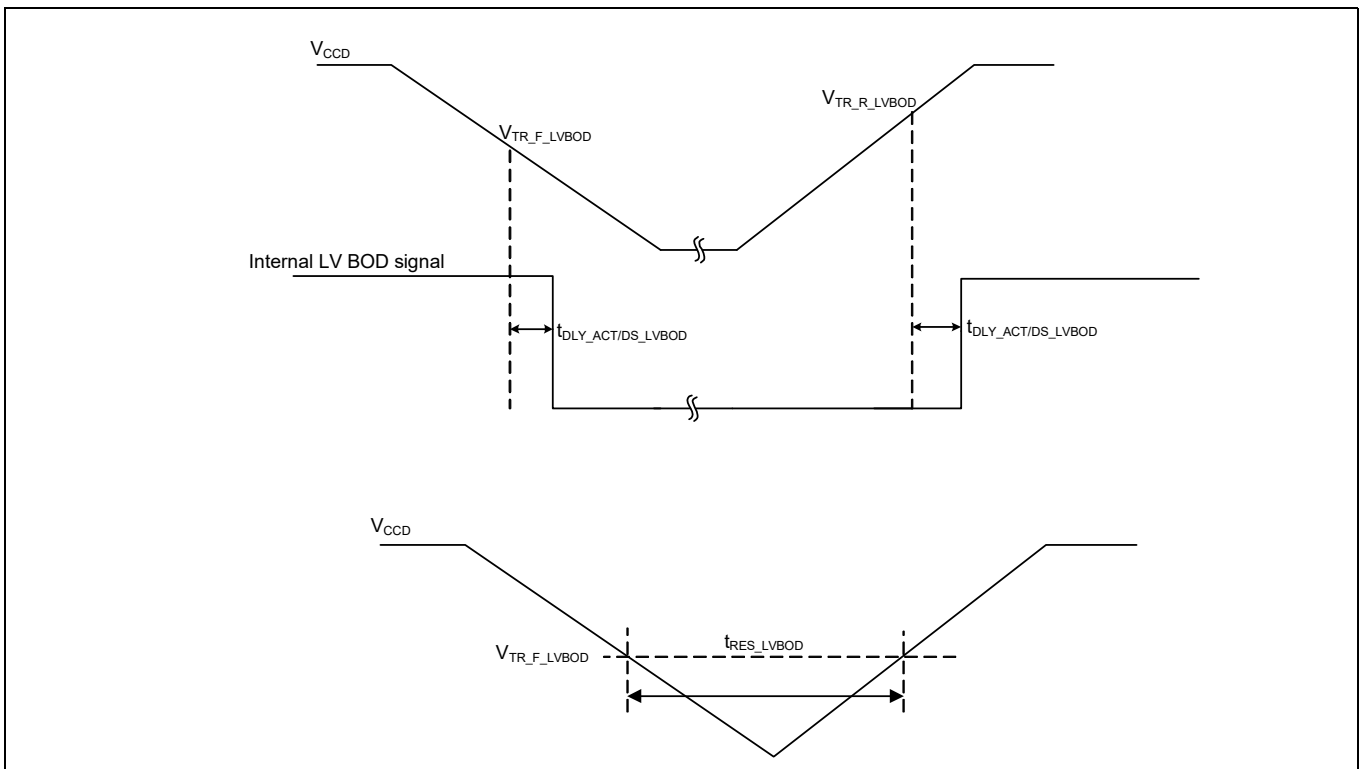 VCCD
VTR_R_LVBOD
VTR_F_LVBOD
Internal LV BOD signal
tDLY_ACT/DS_LVBOD
tDLY_ACT/DS_LVBOD
VCCD
tRES_LVBOD
VTR_F_LVBOD